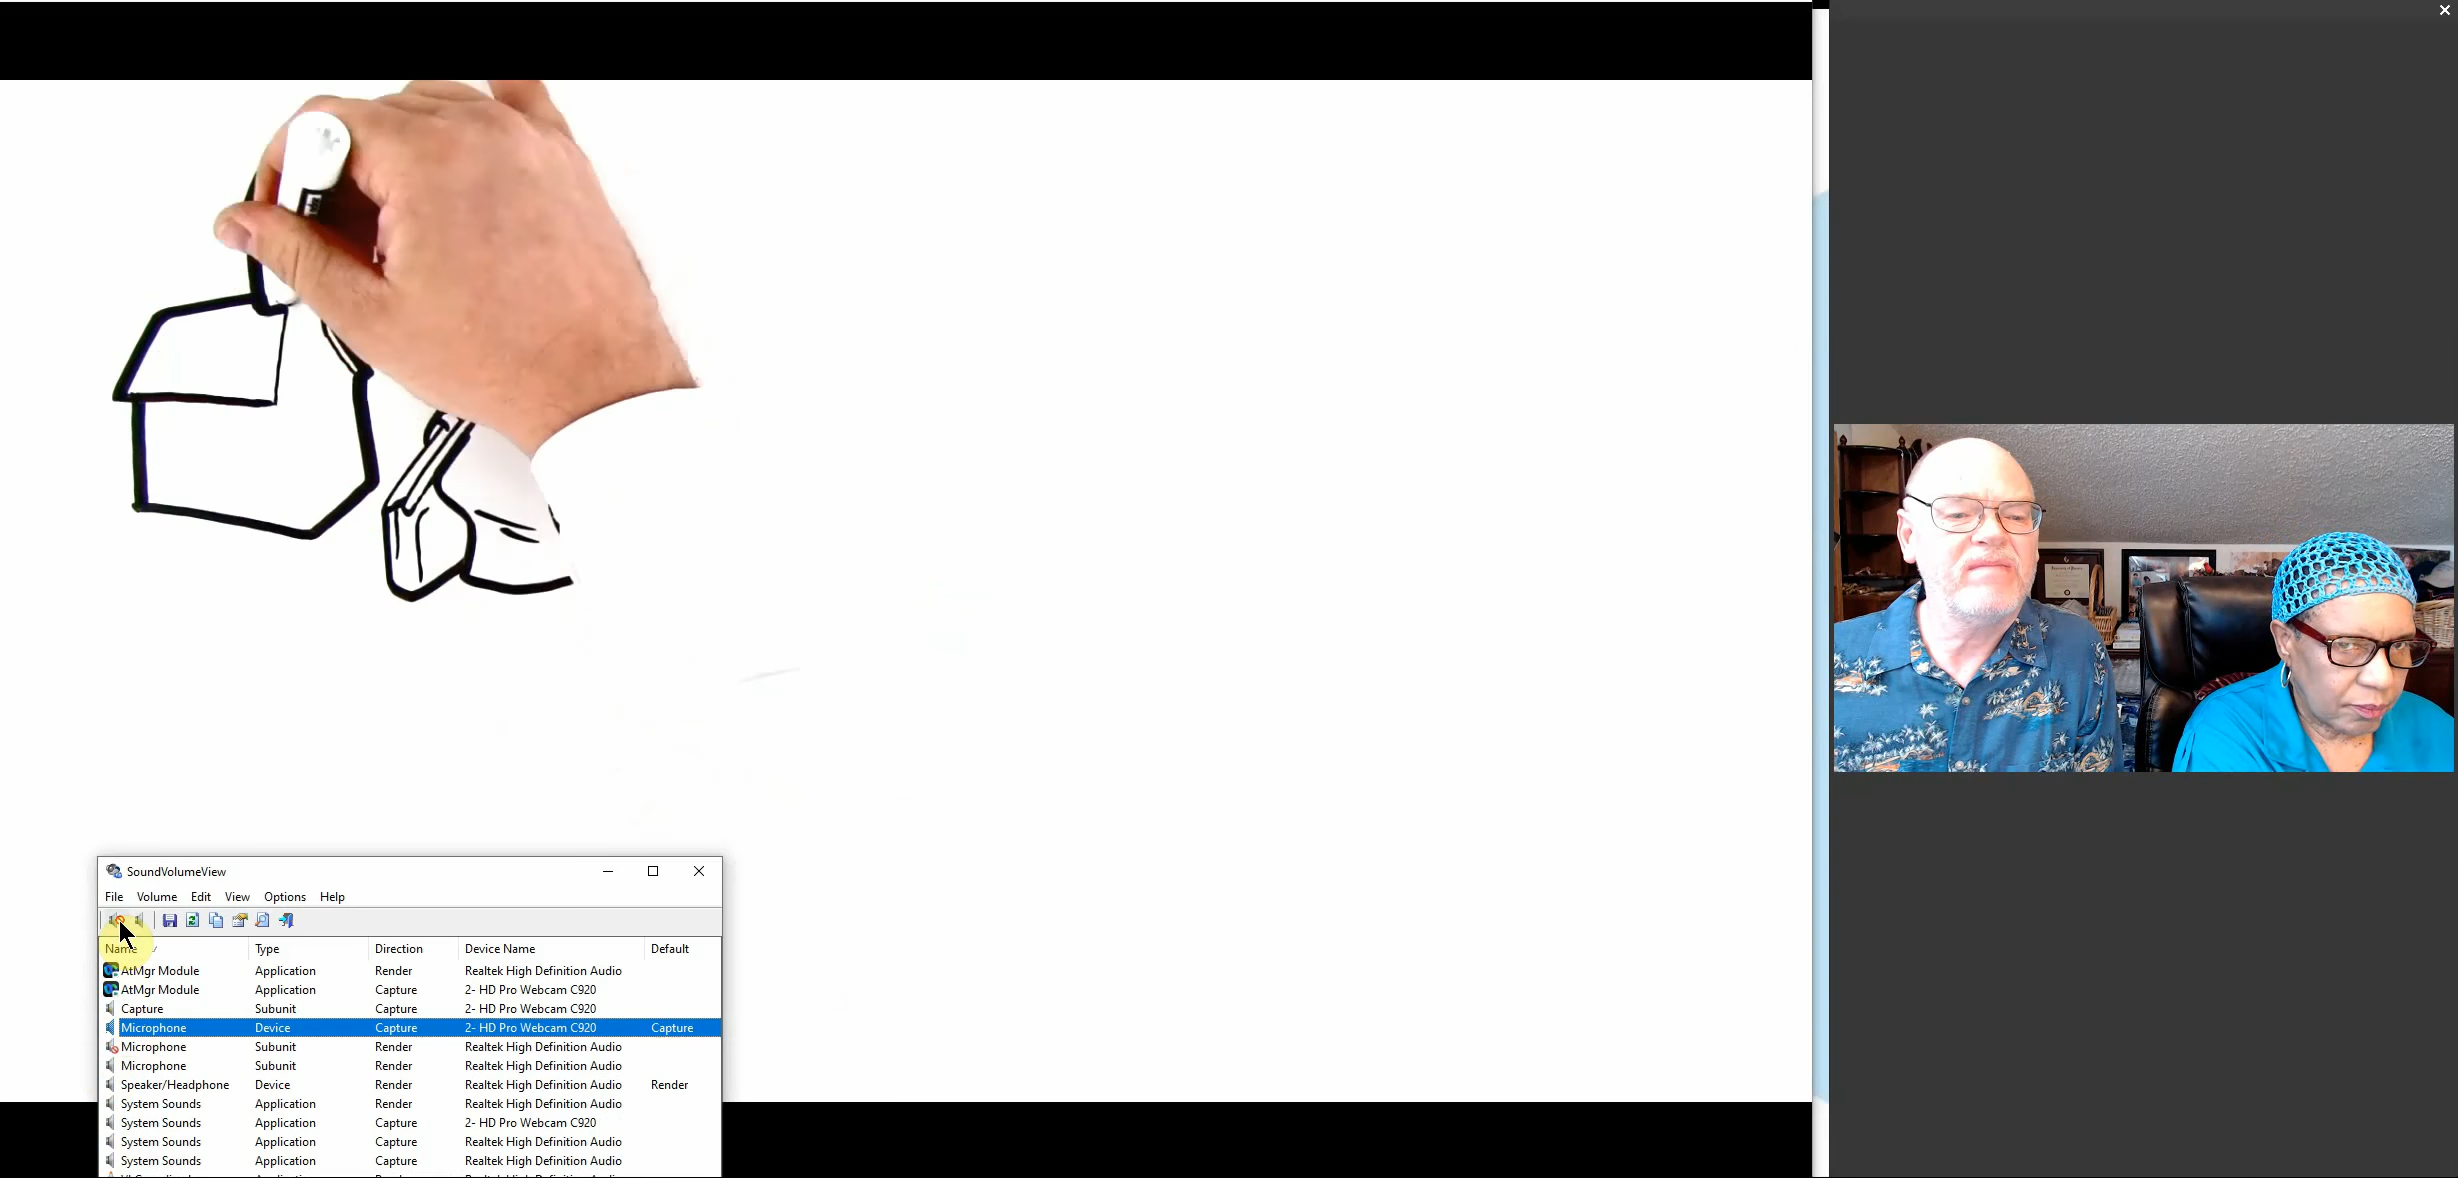 SoundVolumeView
File Volume Edit View Options Help
Name Type Direction Device Name Default
AtMgr Module Application Render Realtek High Definition Audio
AtMgr Module Application Capture 2- HD Pro Webcam C920
Capture Subunit Capture 2- HD Pro Webcam C920
Microphone Device Capture 2- HD Pro Webcam C920 Capture
Microphone Subunit Render Realtek High Definition Audio
Microphone Subunit Render Realtek High Definition Audio
Speaker/Headphone Device Render Realtek High Definition Audio Render
System Sounds Application Render Realtek High Definition Audio
System Sounds Application Capture 2- HD Pro Webcam C920
System Sounds Application Capture Realtek High Definition Audio
System Sounds Application Capture Realtek High Definition Audio